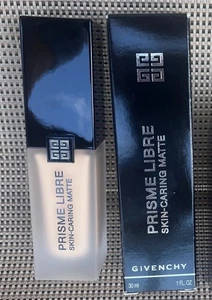 PRISME LIBRE
SKIN-CARING MATTE
PRISME LIBRE
SKIN-CARING MATTE
GIVENCHY
30 ml
1 FL.OZ